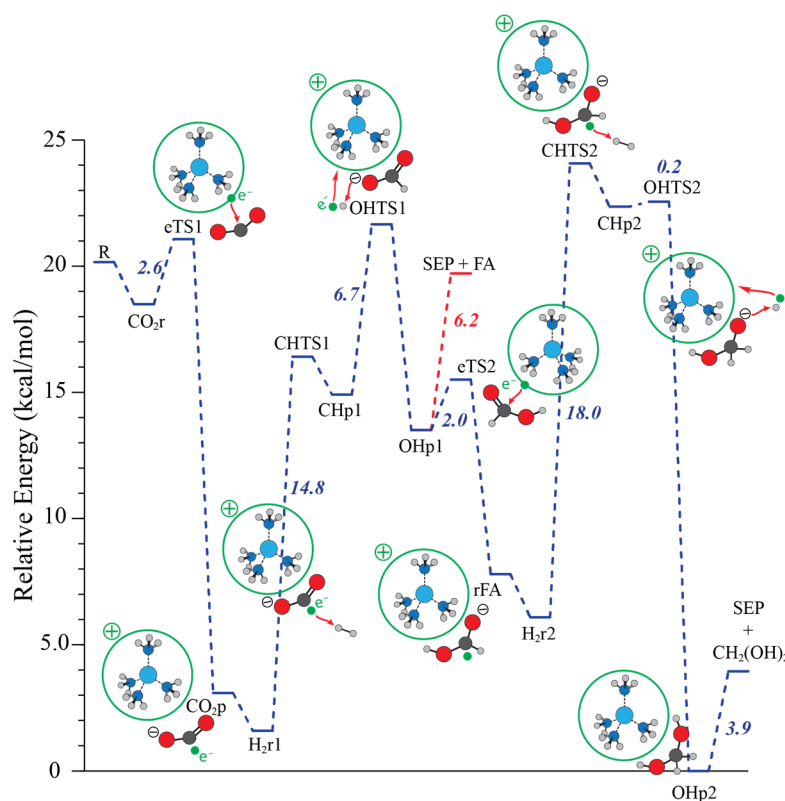 CHTS2
0.2
OHTS2
CHp2
25
e⁻
eTS1
e⁻
OHTS1
R
2.6
CO₂r
20
SEP + FA
6.7
6.2
CHTS1
eTS2
e⁻
15
CHp1
2.0
18.0
OHp1
14.8
10
e⁻
rFA
H₂r2
5.0
SEP
+
CH₂(OH)₂
CO₂p
e⁻
H₂r1
3.9
0
OHp2
Relative Energy (kcal/mol)
⊕
⊕
⊕
⊕
⊕
⊕
⊖
⊖
⊖
⊖
⊖
⊖